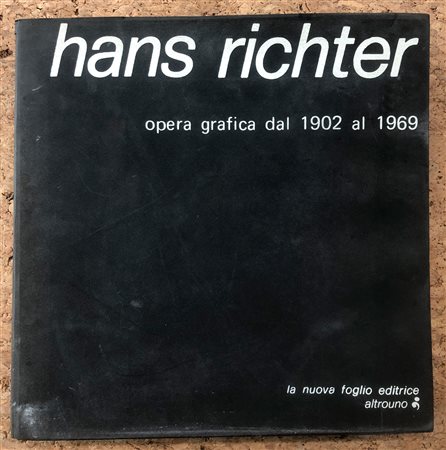 hans richter
opera grafica dal 1902 al 1969
la nuova foglio editrice
altrouno